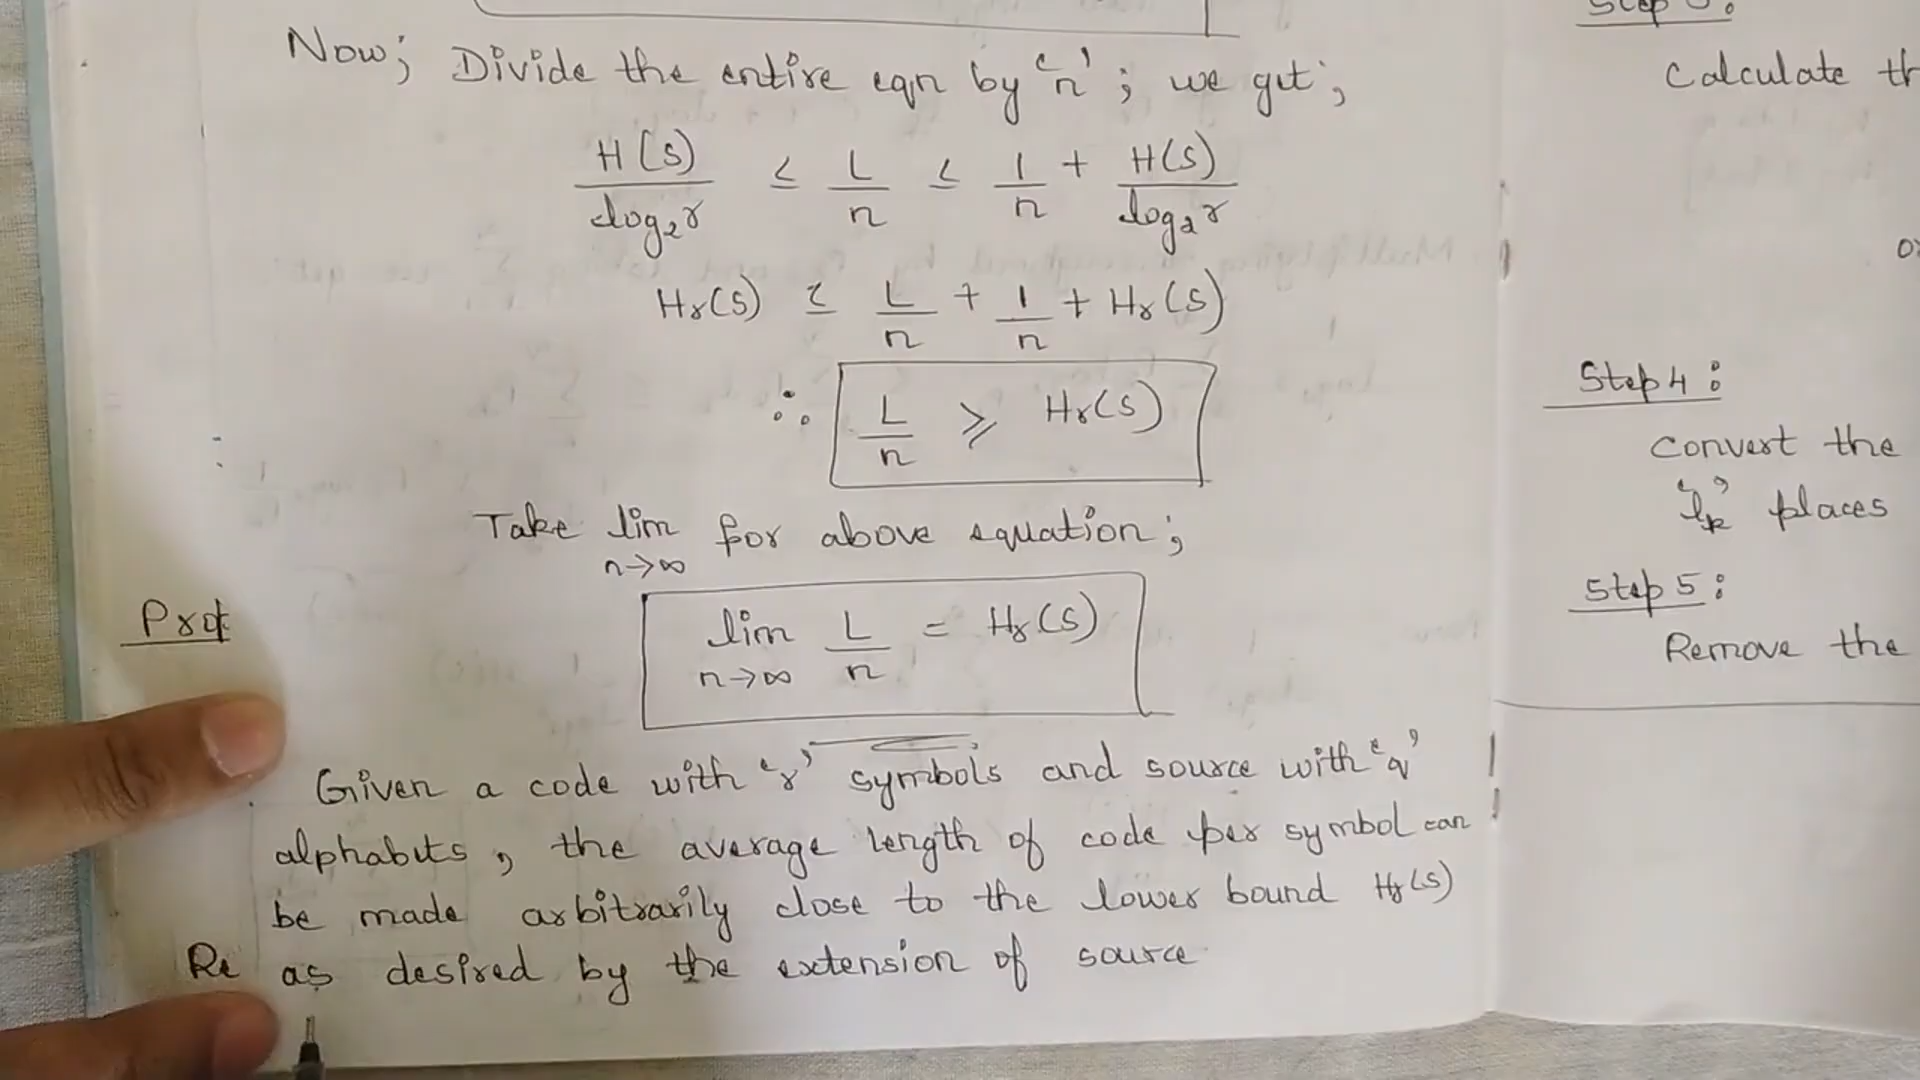 Now; Divide the entire eqn by 'n'; we get;
H(S)/log₂r ≤ L/n ≤ 1/n + H(S)/log₂r
Hr(S) ≤ L/n + 1/n + Hr(S)
∴ L/n ⩾ Hr(S)
Take lim n→∞ for above equation;
lim n→∞ L/n = Hr(S)
Given a code with 'r' symbols and source with 'q'
alphabets, the average length of code per symbol can
be made arbitrarily close to the lower bound Hr(S)
as desired by the extension of source
Re
Calculate th
Step 4:
Convert the
'lk' places
Step 5:
Remove the